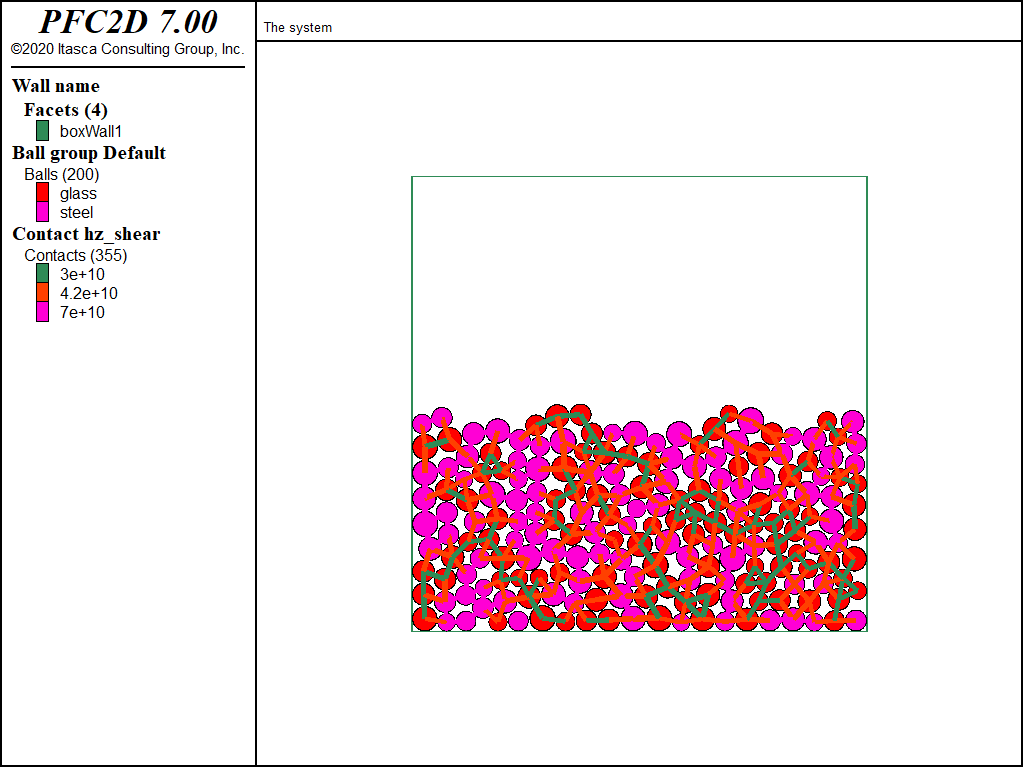 PFC2D 7.00
©2020 Itasca Consulting Group, Inc.
The system
Wall name
Facets (4)
boxWall1
Ball group Default
Balls (200)
glass
steel
Contact hz_shear
Contacts (355)
3e+10
4.2e+10
7e+10